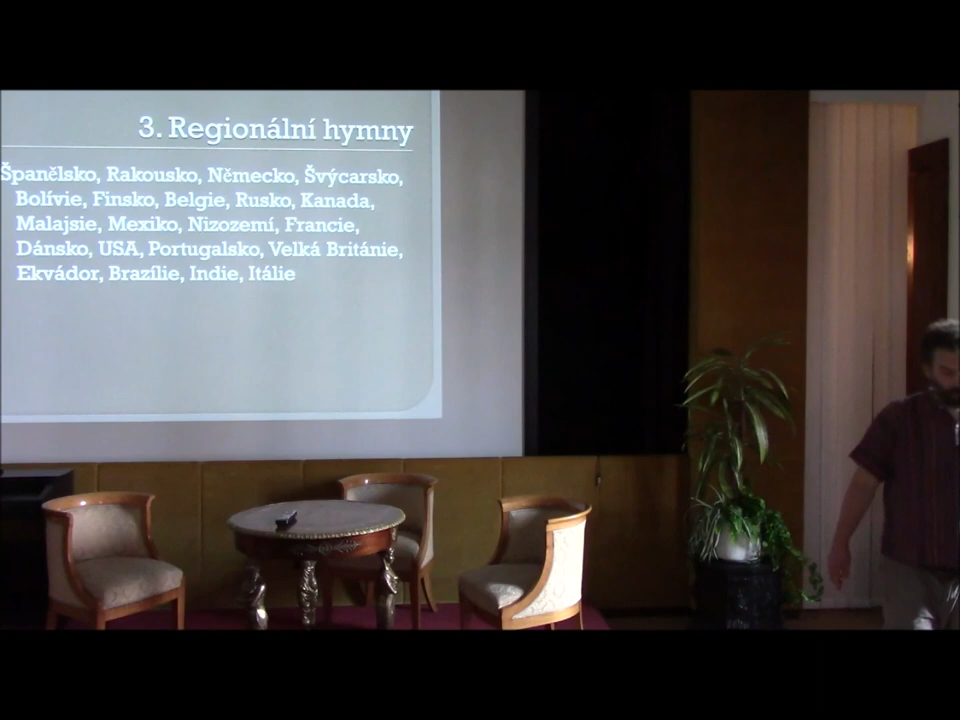 3. Regionální hymny
Španělsko, Rakousko, Německo, Švýcarsko,
Bolívie, Finsko, Belgie, Rusko, Kanada,
Malajsie, Mexiko, Nizozemí, Francie,
Dánsko, USA, Portugalsko, Velká Británie,
Ekvádor, Brazílie, Indie, Itálie